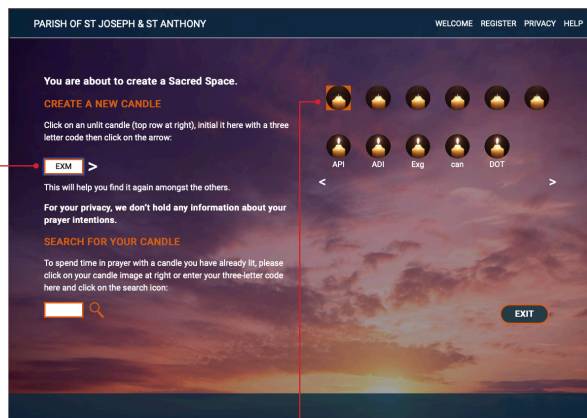 PARISH OF ST JOSEPH & ST ANTHONY
WELCOME REGISTER PRIVACY HELP
You are about to create a Sacred Space.
CREATE A NEW CANDLE
Click on an unlit candle (top row at right), initial it here with a three
letter code then click on the arrow:
EXM >
This will help you find it again amongst the others.
For your privacy, we don't hold any information about your
prayer intentions.
SEARCH FOR YOUR CANDLE
To spend time in prayer with a candle you have already lit, please
click on your candle image at right or enter your three-letter code
here and click on the search icon:
API ADI Exg can DOT
< >
EXIT